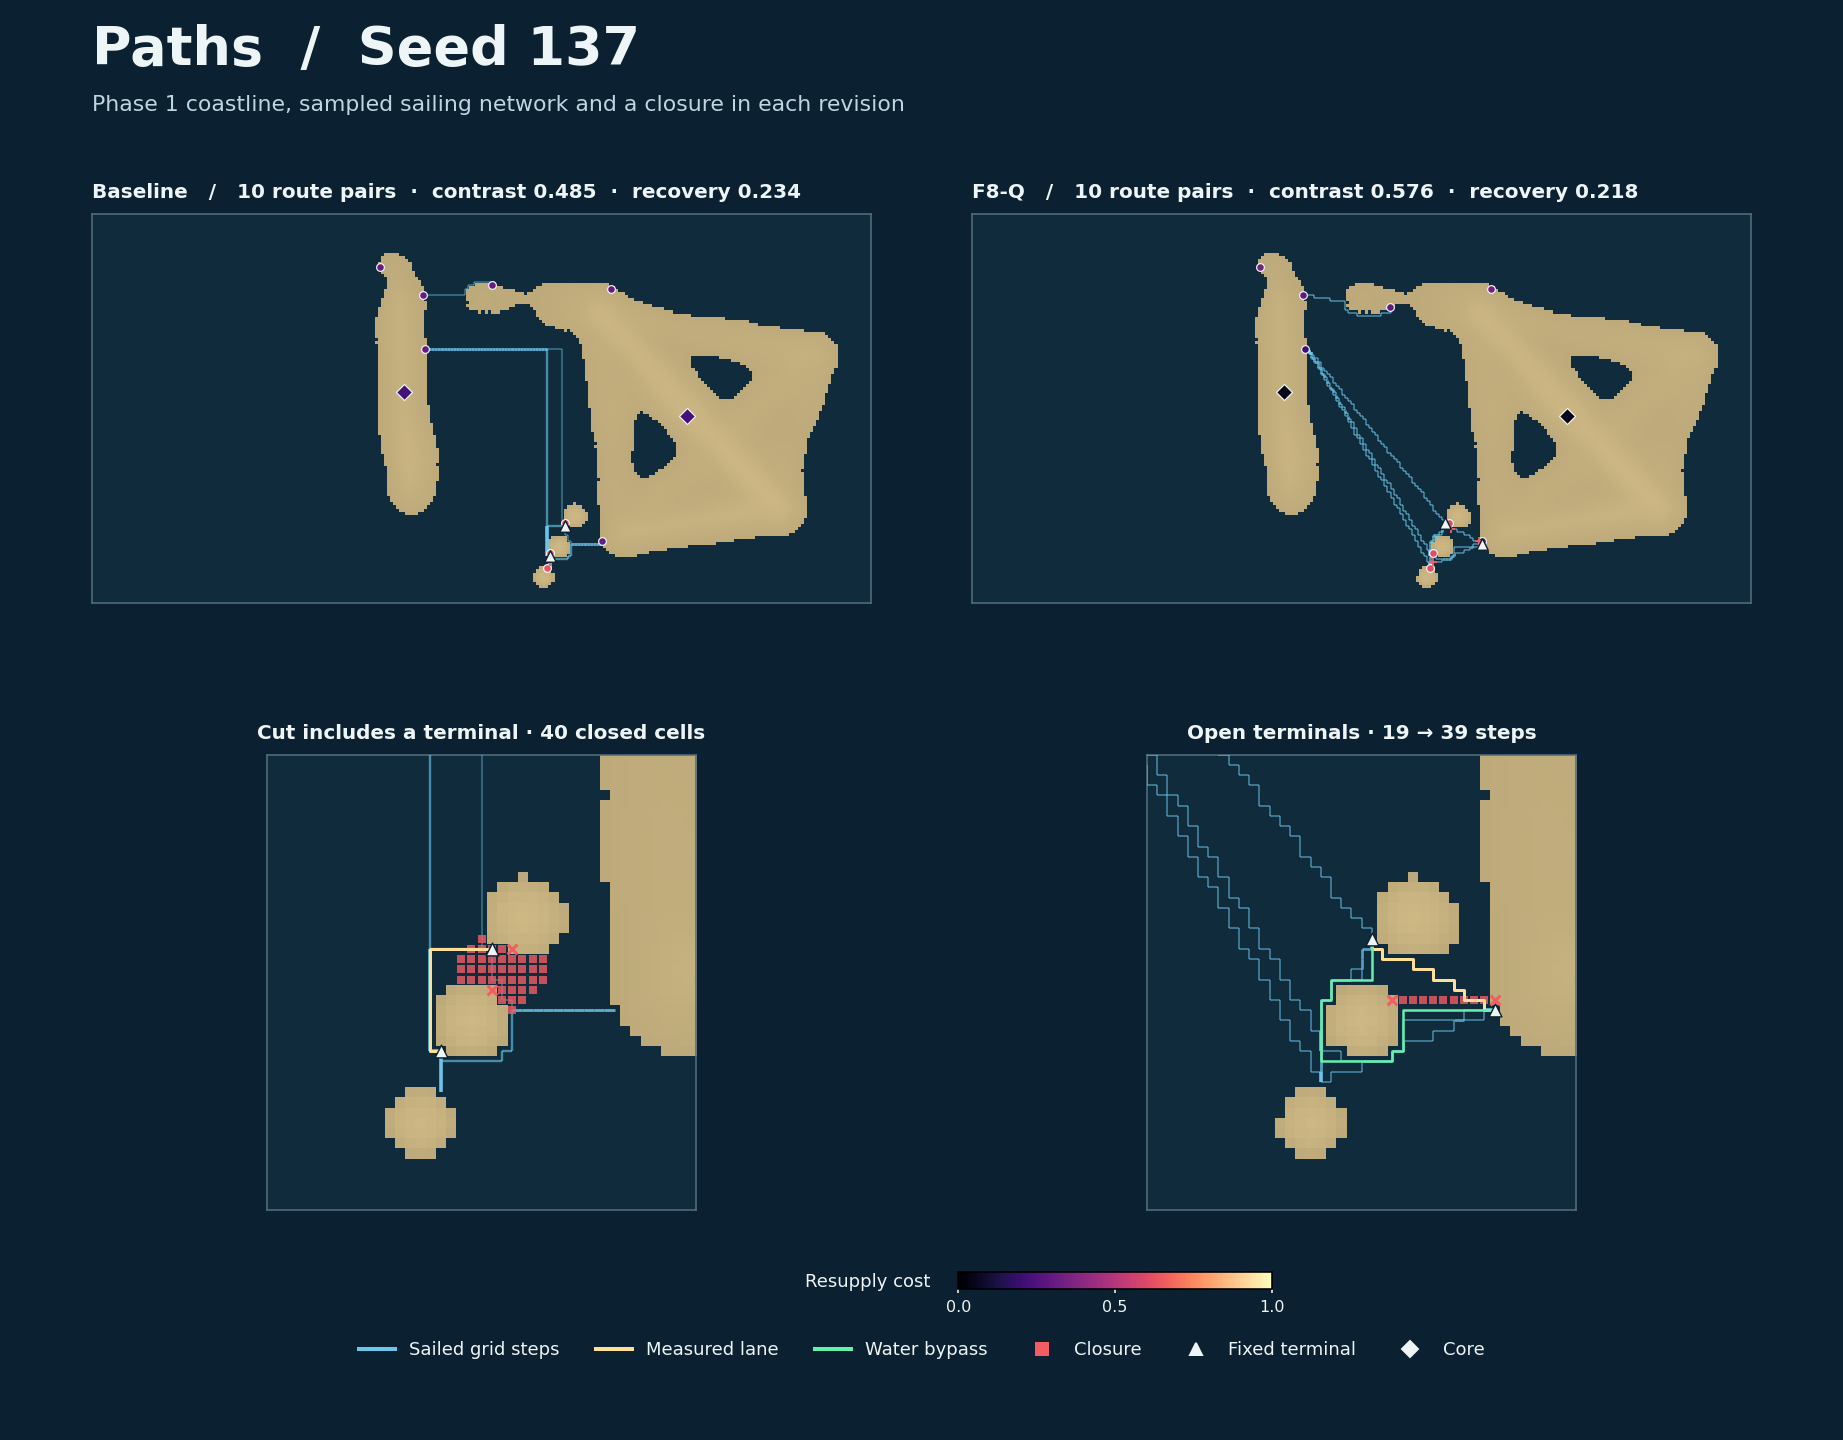 Paths / Seed 137
Phase 1 coastline, sampled sailing network and a closure in each revision
Baseline / 10 route pairs · contrast 0.485 · recovery 0.234
F8-Q / 10 route pairs · contrast 0.576 · recovery 0.218
Cut includes a terminal · 40 closed cells
Open terminals · 19 → 39 steps
Resupply cost
0.0 0.5 1.0
Sailed grid steps Measured lane Water bypass Closure Fixed terminal Core